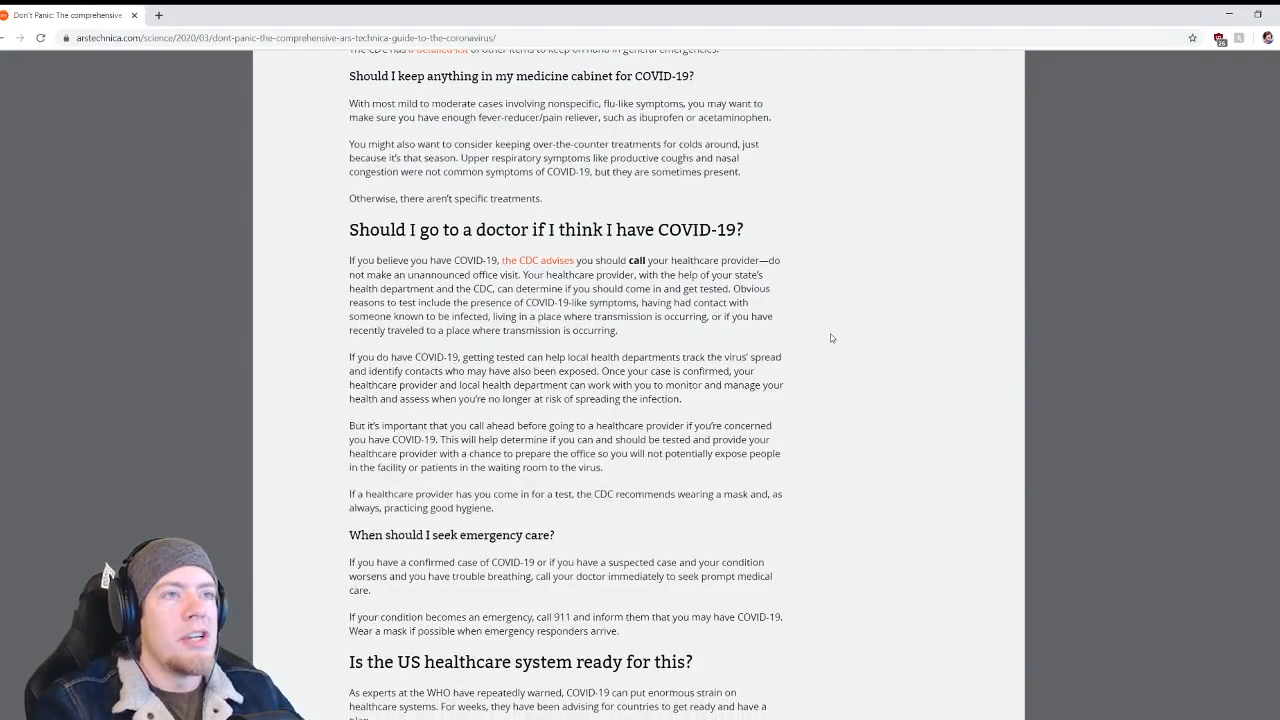 Don't Panic: The comprehensive
arstechnica.com/science/2020/03/dont-panic-the-comprehensive-ars-technica-guide-to-the-coronavirus/
26
The CDC has a detailed list of other items to keep on hand in general emergencies.
Should I keep anything in my medicine cabinet for COVID-19?
With most mild to moderate cases involving nonspecific, flu-like symptoms, you may want to
make sure you have enough fever-reducer/pain reliever, such as ibuprofen or acetaminophen.
You might also want to consider keeping over-the-counter treatments for colds around, just
because it's that season. Upper respiratory symptoms like productive coughs and nasal
congestion were not common symptoms of COVID-19, but they are sometimes present.
Otherwise, there aren't specific treatments.
Should I go to a doctor if I think I have COVID-19?
If you believe you have COVID-19, the CDC advises you should call your healthcare provider—do
not make an unannounced office visit. Your healthcare provider, with the help of your state's
health department and the CDC, can determine if you should come in and get tested. Obvious
reasons to test include the presence of COVID-19-like symptoms, having had contact with
someone known to be infected, living in a place where transmission is occurring, or if you have
recently traveled to a place where transmission is occurring.
If you do have COVID-19, getting tested can help local health departments track the virus' spread
and identify contacts who may have also been exposed. Once your case is confirmed, your
healthcare provider and local health department can work with you to monitor and manage your
health and assess when you're no longer at risk of spreading the infection.
But it's important that you call ahead before going to a healthcare provider if you're concerned
you have COVID-19. This will help determine if you can and should be tested and provide your
healthcare provider with a chance to prepare the office so you will not potentially expose people
in the facility or patients in the waiting room to the virus.
If a healthcare provider has you come in for a test, the CDC recommends wearing a mask and, as
always, practicing good hygiene.
When should I seek emergency care?
If you have a confirmed case of COVID-19 or if you have a suspected case and your condition
worsens and you have trouble breathing, call your doctor immediately to seek prompt medical
care.
If your condition becomes an emergency, call 911 and inform them that you may have COVID-19.
Wear a mask if possible when emergency responders arrive.
Is the US healthcare system ready for this?
As experts at the WHO have repeatedly warned, COVID-19 can put enormous strain on
healthcare systems. For weeks, they have been advising for countries to get ready and have a
plan